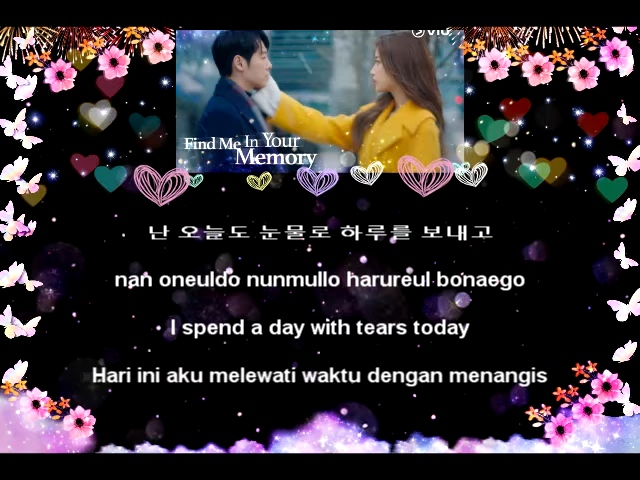 viu
Find Me In Your
Memory
난 오늘도 눈물로 하루를 보내고
nan oneuldo nunmullo harureul bonaego
I spend a day with tears today
Hari ini aku melewati waktu dengan menangis